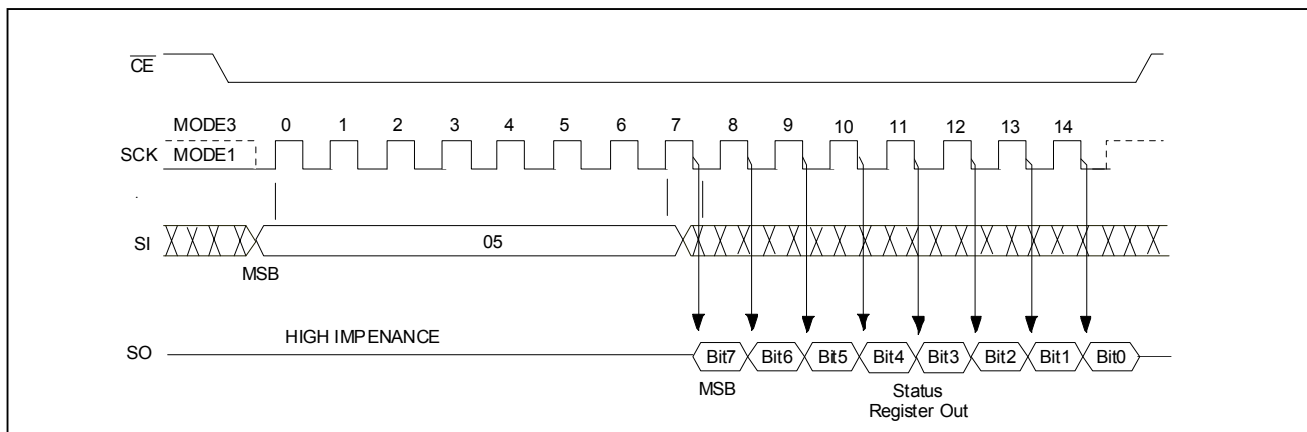 CE
MODE3 0 1 2 3 4 5 6 7 8 9 10 11 12 13 14
SCK MODE1
SI 05
MSB
HIGH IMPENANCE
SO Bit7 Bit6 Bit5 Bit4 Bit3 Bit2 Bit1 Bit0
MSB Status
Register Out